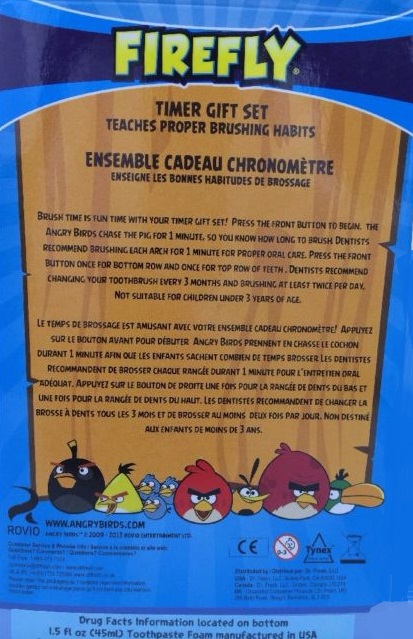 FIREFLY
TIMER GIFT SET
TEACHES PROPER BRUSHING HABITS
ENSEMBLE CADEAU CHRONOMÈTRE
ENSEIGNE LES BONNES HABITUDES DE BROSSAGE
BRUSH TIME IS FUN TIME WITH YOUR TIMER GIFT SET! PRESS THE FRONT BUTTON TO BEGIN. THE
ANGRY BIRDS CHASE THE PIG FOR 1 MINUTE, SO YOU KNOW HOW LONG TO BRUSH DENTISTS
RECOMMEND BRUSHING EACH ARCH FOR 1 MINUTE FOR PROPER ORAL CARE. PRESS THE FRONT
BUTTON ONCE FOR BOTTOM ROW AND ONCE FOR TOP ROW OF TEETH. DENTISTS RECOMMEND
CHANGING YOUR TOOTHBRUSH EVERY 3 MONTHS AND BRUSHING AT LEAST TWICE PER DAY.
NOT SUITABLE FOR CHILDREN UNDER 3 YEARS OF AGE.
LE TEMPS DE BROSSAGE EST AMUSANT AVEC VOTRE ENSEMBLE CADEAU CHRONOMÈTRE! APPUYEZ
SUR LE BOUTON AVANT POUR DÉBUTER. ANGRY BIRDS PRENNENT EN CHASSE LE COCHON
DURANT 1 MINUTE AFIN QUE LES ENFANTS SACHENT COMBIEN DE TEMPS BROSSER. LES DENTISTES
RECOMMANDENT DE BROSSER CHAQUE RANGÉE DURANT 1 MINUTE POUR L'ENTRETIEN ORAL
ADÉQUAT. APPUYEZ SUR LE BOUTON DE DROITE UNE FOIS POUR LA RANGÉE DE DENTS DU BAS ET
UNE FOIS POUR LA RANGÉE DE DENTS DU HAUT. LES DENTISTES RECOMMANDENT DE CHANGER LA
BROSSE À DENTS TOUS LES 3 MOIS ET DE BROSSER AU MOINS DEUX FOIS PAR JOUR. NON DESTINÉ
AUX ENFANTS DE MOINS DE 3 ANS.
ROVIO
WWW.ANGRYBIRDS.COM
ANGRY BIRDS™ © 2009 - 2013 ROVIO ENTERTAINMENT LTD.
CE
0-3
Tynex
Drug Facts Information located on bottom
1.5 fl oz (45ml) Toothpaste Foam manufactured in USA